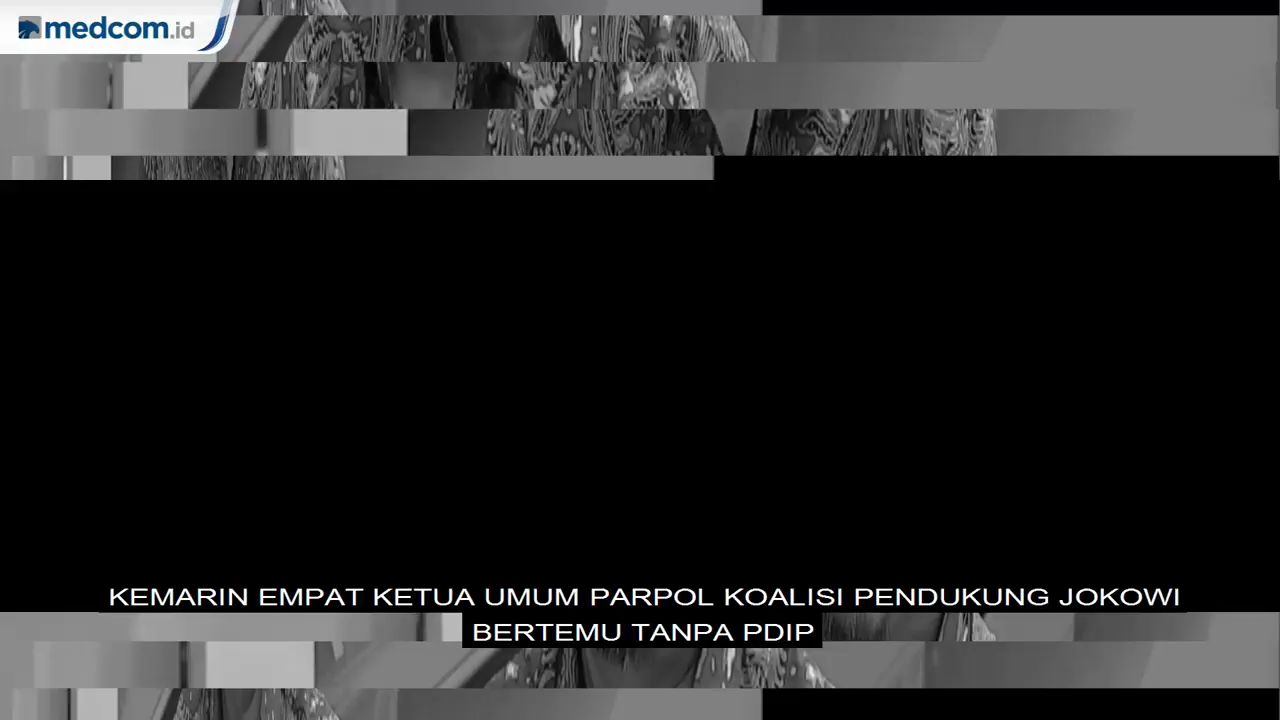 medcom.id
KEMARIN EMPAT KETUA UMUM PARPOL KOALISI PENDUKUNG JOKOWI
BERTEMU TANPA PDIP